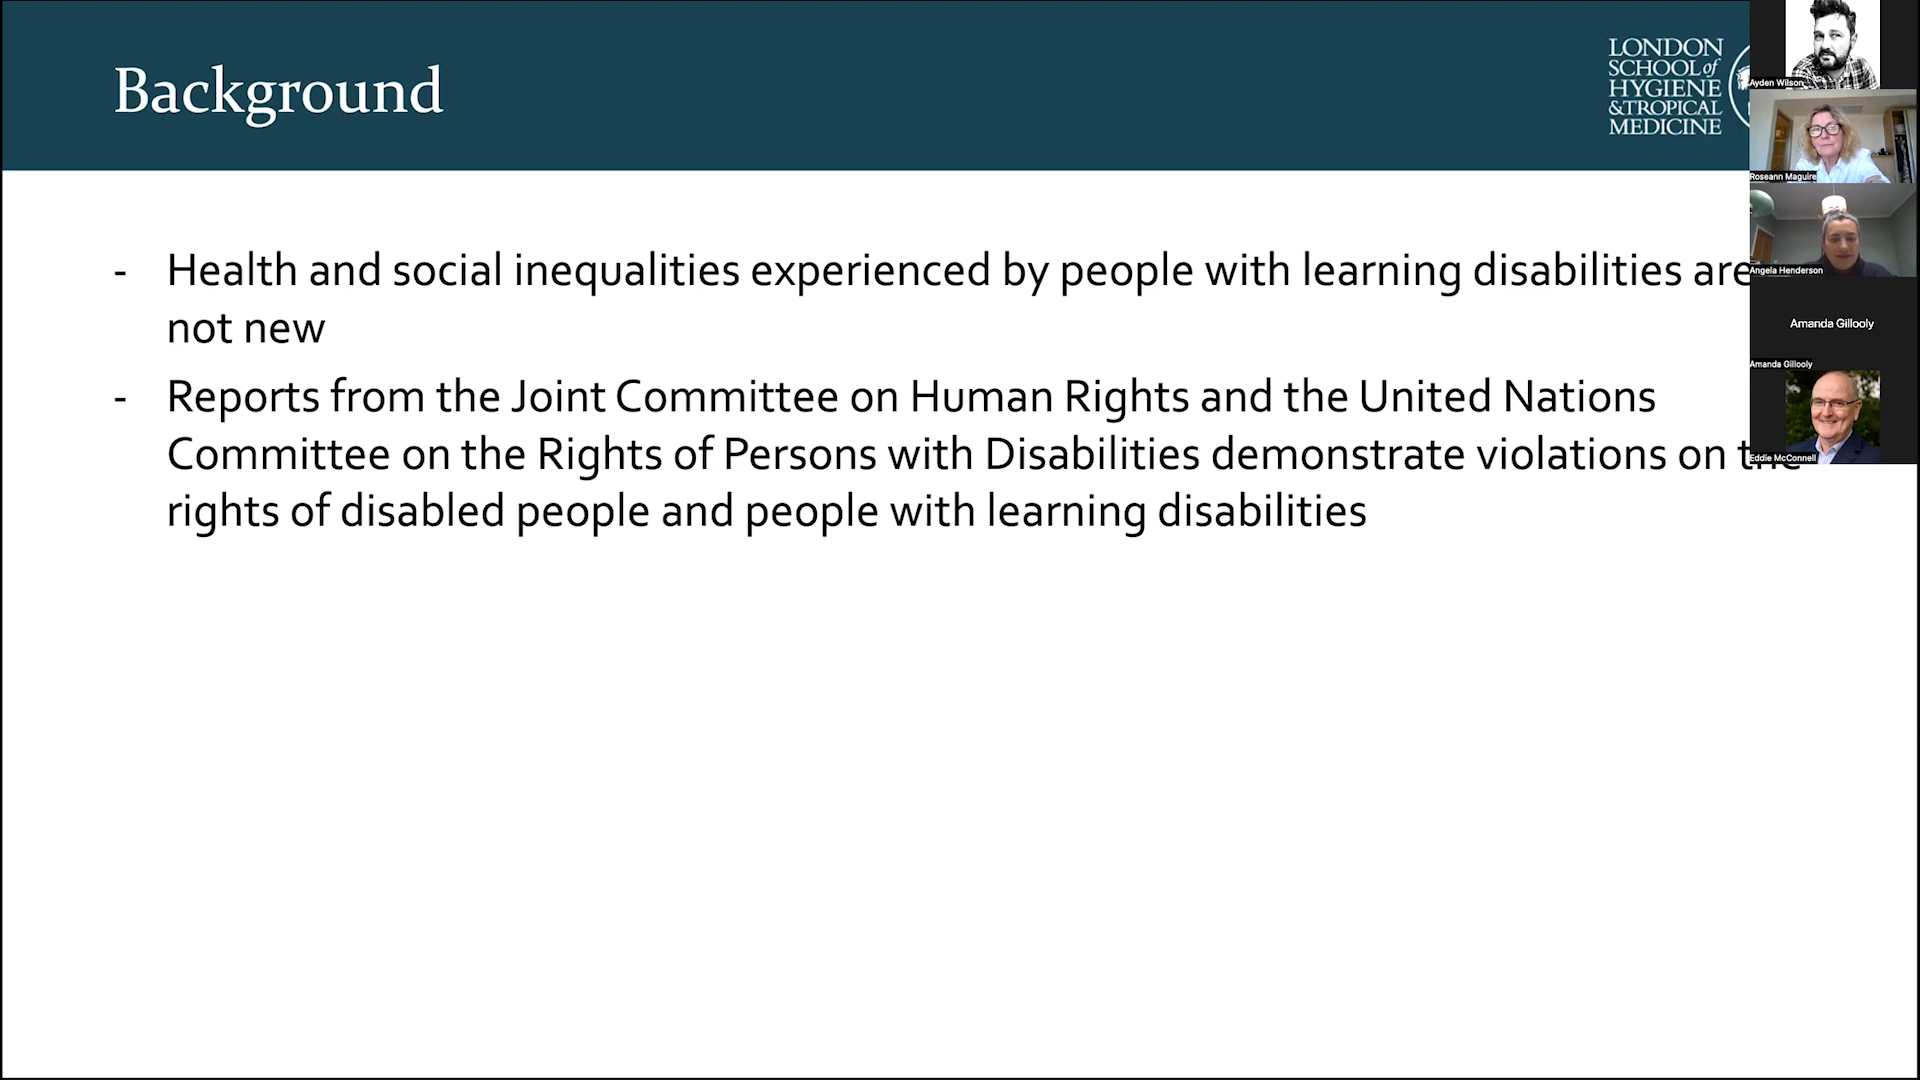 Background
LONDON
SCHOOL of
HYGIENE
&TROPICAL
MEDICINE
- Health and social inequalities experienced by people with learning disabilities are
not new
- Reports from the Joint Committee on Human Rights and the United Nations
Committee on the Rights of Persons with Disabilities demonstrate violations on the
rights of disabled people and people with learning disabilities
Ayden Wilson
Roseann Maguire
Angela Henderson
Amanda Gillooly
Amanda Gillooly
Eddie McConnell